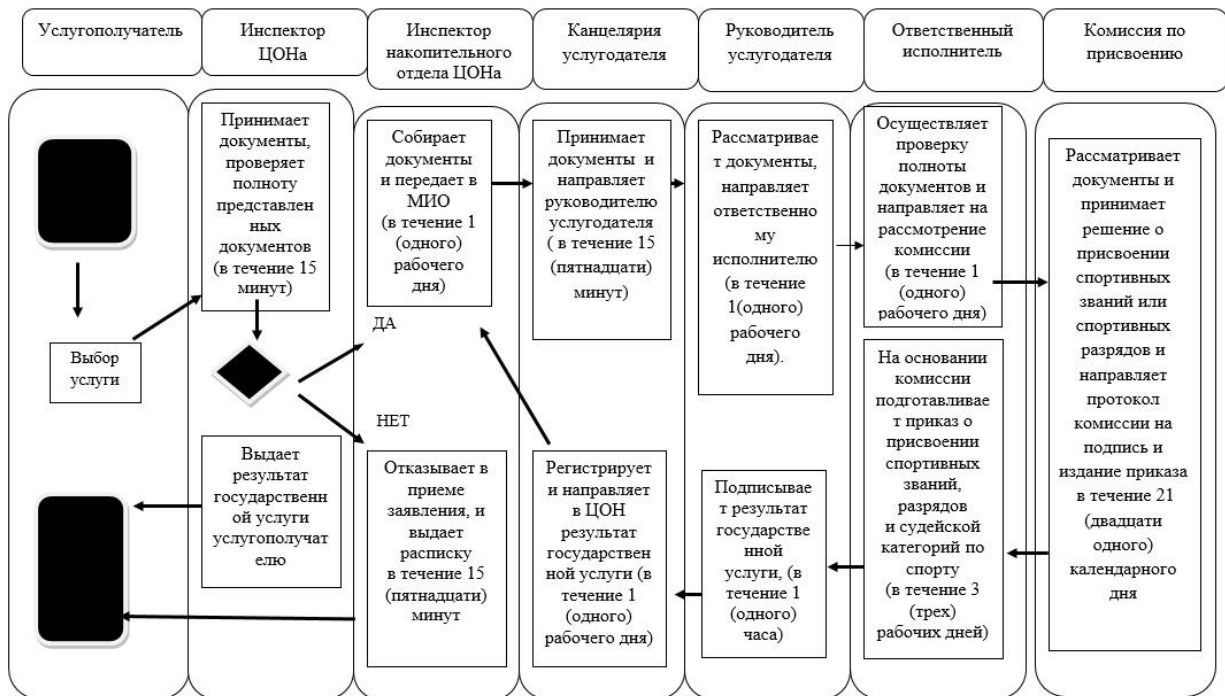 Услугополучатель
Инспектор
ЦОНа
Инспектор
накопительного
отдела ЦОНа
Канцелярия
услугодателя
Руководитель
услугодателя
Ответственный
исполнитель
Комиссия по
присвоению
Выбор
услуги
Принимает
документы,
проверяет
полноту
представлен
ных
документов
(в течение 15
минут)
Выдает
результат
государственн
ой услуги
услугополучат
елю
Собирает
документы
и передает в
МИО
(в течение 1
(одного)
рабочего
дня)
ДА
НЕТ
Отказывает в
приеме
заявления, и
выдает
расписку
в течение 15
(пятнадцати)
минут
Принимает
документы и
направляет
руководителю
услугодателя
( в течение 15
(пятнадцати)
минут)
Регистрирует
и направляет
в ЦОН
результат
государствен
ной услуги (в
течение 1
(одного)
рабочего дня)
Рассматривае
т документы,
направляет
ответственно
му
исполнителю
(в течение
1(одного)
рабочего
дня).
Подписывае
т результат
государстве
нной
услуги, (в
течение 1
(одного)
часа)
Осуществляет
проверку
полноты
документов и
направляет на
рассмотрение
комиссии
(в течение 1
(одного)
рабочего дня)
На основании
комиссии
подготавливае
т приказ о
присвоении
спортивных
званий,
разрядов
и судейской
категорий по
спорту
(в течение 3
(трех)
рабочих дней)
Рассматривает
документы и
принимает
решение о
присвоении
спортивных
званий или
спортивных
разрядов и
направляет
протокол
комиссии на
подпись и
издание приказа
в течение 21
(двадцати
одного)
календарного
дня